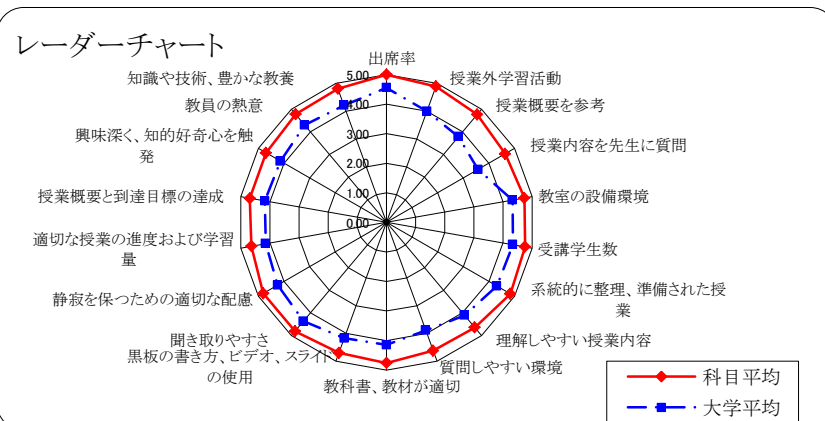 レーダーチャート
出席率
授業外学習活動
授業概要を参考
授業内容を先生に質問
教室の設備環境
受講学生数
系統的に整理、準備された授
業
理解しやすい授業内容
質問しやすい環境
教科書、教材が適切
黒板の書き方、ビデオ、スライド
の使用
聞き取りやすさ
静寂を保つための適切な配慮
適切な授業の進度および学習
量
授業概要と到達目標の達成
興味深く、知的好奇心を触
発
教員の熱意
知識や技術、豊かな教養
5.00
4.00
3.00
2.00
1.00
0.00
科目平均
大学平均